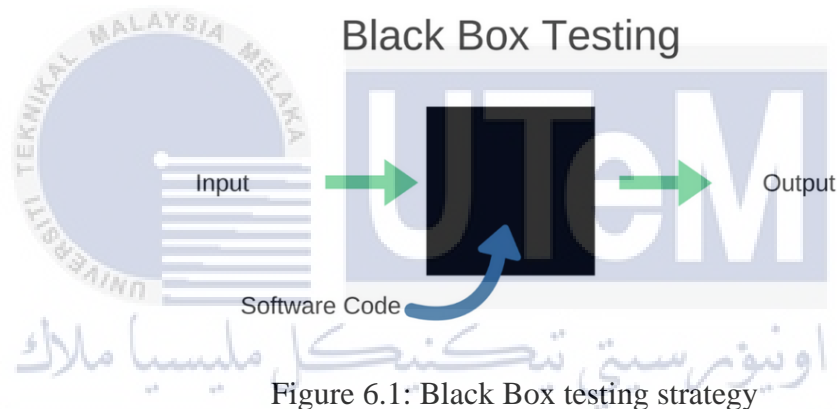 UNIVERSITI TEKNIKAL MALAYSIA MELAKA
Black Box Testing
UTeM
Input
Output
Software Code
اونيۏرسيتي تيكنيكل مليسيا ملاك
Figure 6.1: Black Box testing strategy